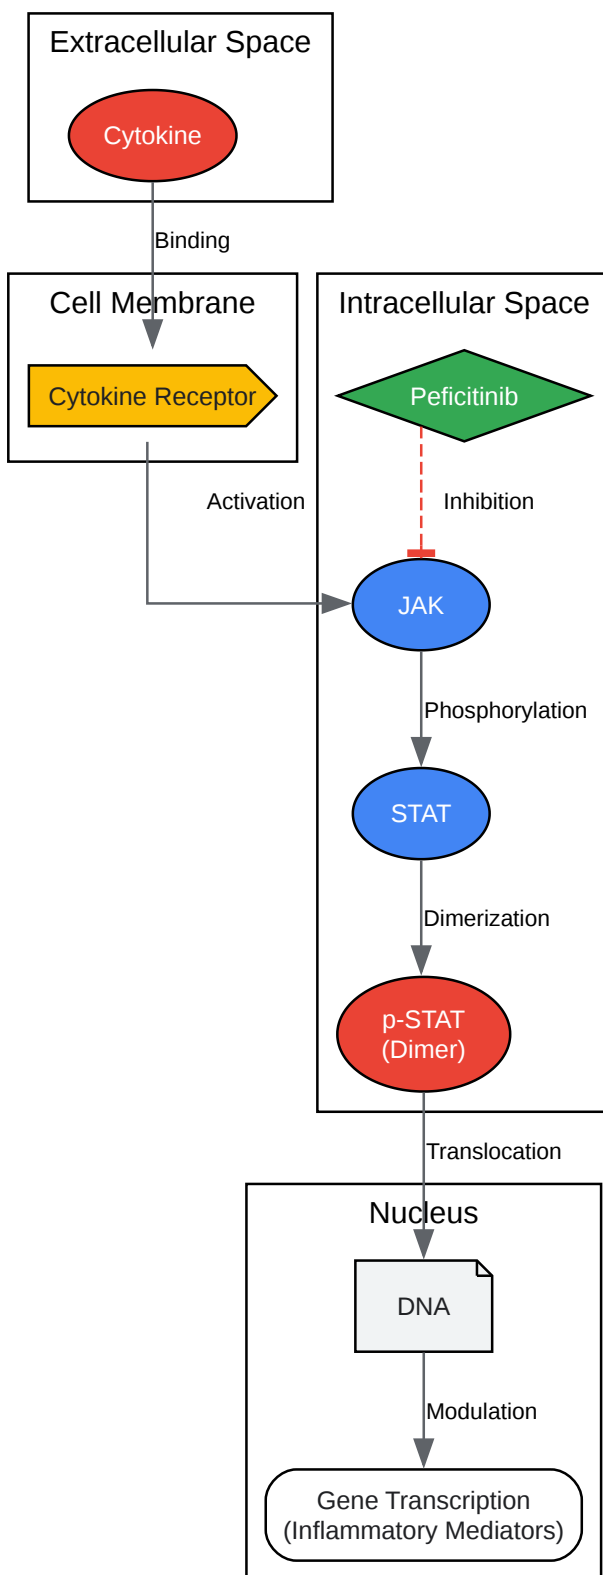 Extracellular Space
Cytokine
Binding
Cell Membrane
Cytokine Receptor
Intracellular Space
Peficitinib
Activation
Inhibition
JAK
Phosphorylation
STAT
Dimerization
p-STAT
(Dimer)
Translocation
Nucleus
DNA
Modulation
Gene Transcription
(Inflammatory Mediators)